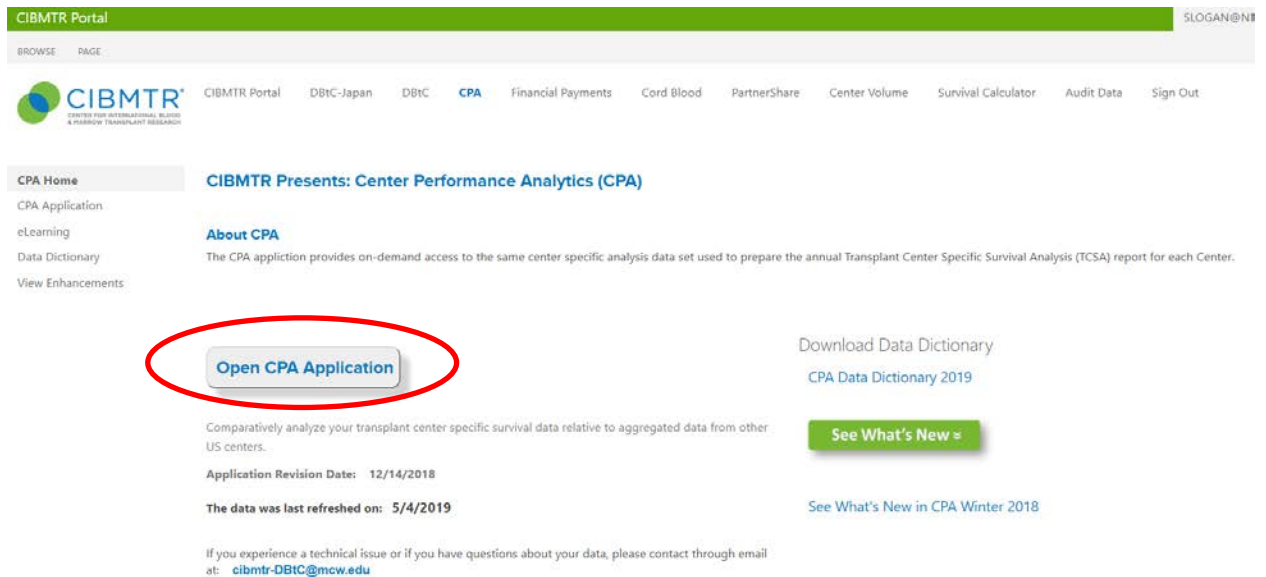 CIBMTR Portal
SLOGAN@N
BROWSE PAGE
CIBMTR®
CENTER FOR INTERNATIONAL BLOOD
& MARROW TRANSPLANT RESEARCH
CIBMTR Portal DBtC-Japan DBtC CPA Financial Payments Cord Blood PartnerShare Center Volume Survival Calculator Audit Data Sign Out
CPA Home
CPA Application
eLearning
Data Dictionary
View Enhancements
CIBMTR Presents: Center Performance Analytics (CPA)
About CPA
The CPA appliction provides on-demand access to the same center specific analysis data set used to prepare the annual Transplant Center Specific Survival Analysis (TCSA) report for each Center.
Open CPA Application
Comparatively analyze your transplant center specific survival data relative to aggregated data from other
US centers.
Application Revision Date: 12/14/2018
The data was last refreshed on: 5/4/2019
If you experience a technical issue or if you have questions about your data, please contact through email
at: cibmtr-DBtC@mcw.edu
Download Data Dictionary
CPA Data Dictionary 2019
See What's New
See What's New in CPA Winter 2018